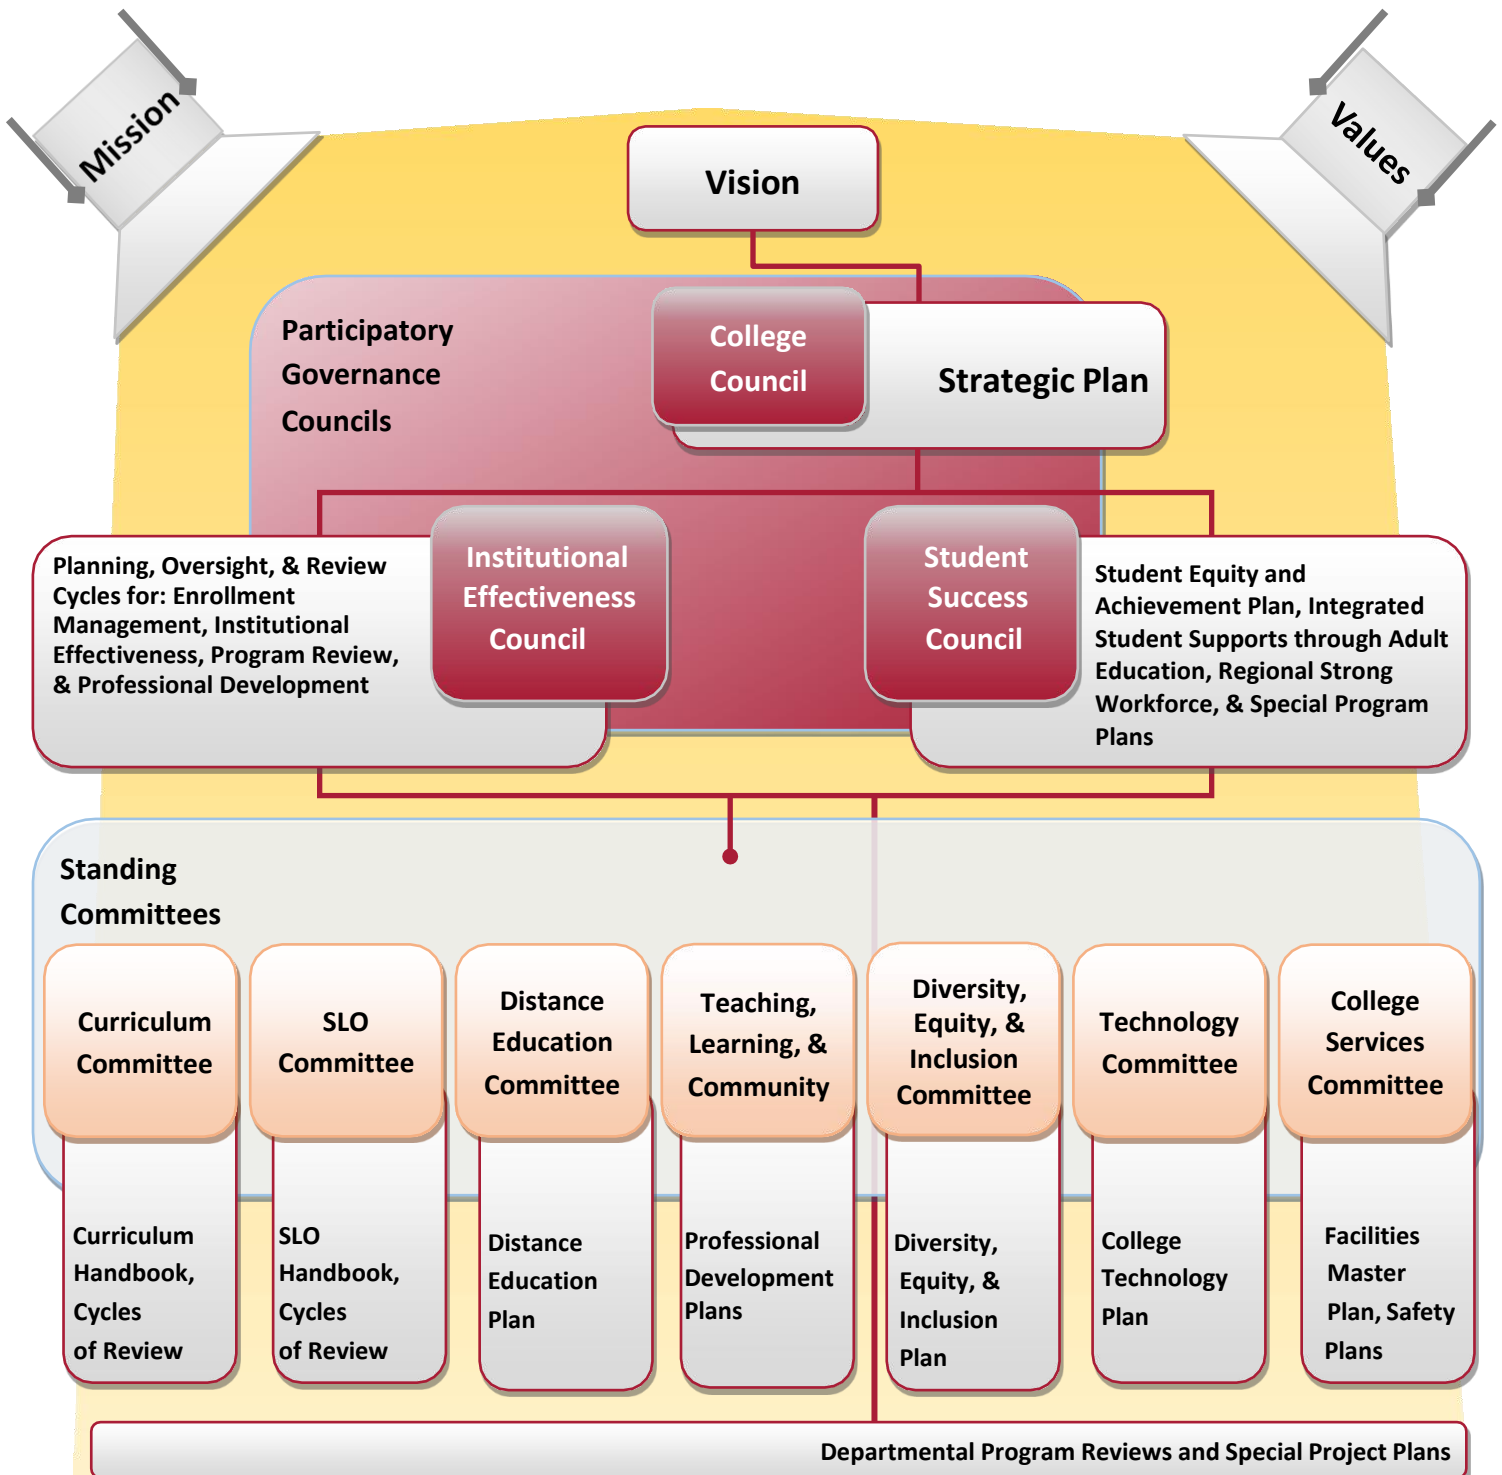 Mission
Values
Vision
Participatory
Governance
Councils
College
Council
Strategic Plan
Planning, Oversight, & Review
Cycles for: Enrollment
Management, Institutional
Effectiveness, Program Review,
& Professional Development
Institutional
Effectiveness
Council
Student
Success
Council
Student Equity and
Achievement Plan, Integrated
Student Supports through Adult
Education, Regional Strong
Workforce, & Special Program
Plans
Standing
Committees
Curriculum
Committee
SLO
Committee
Distance
Education
Committee
Teaching,
Learning, &
Community
Diversity,
Equity, &
Inclusion
Committee
Technology
Committee
College
Services
Committee
Curriculum
Handbook,
Cycles
of Review
SLO
Handbook,
Cycles
of Review
Distance
Education
Plan
Professional
Development
Plans
Diversity,
Equity, &
Inclusion
Plan
College
Technology
Plan
Facilities
Master
Plan, Safety
Plans
Departmental Program Reviews and Special Project Plans